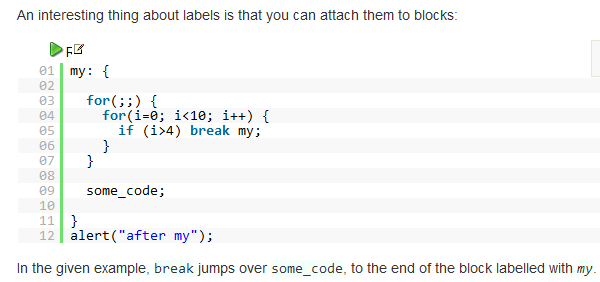 An interesting thing about labels is that you can attach them to blocks:
01 my: {
02
03 for(;;) {
04 for(i=0; i<10; i++) {
05 if (i>4) break my;
06 }
07 }
08
09 some_code;
10
11 }
12 alert("after my");
In the given example, break jumps over some_code, to the end of the block labelled with my.